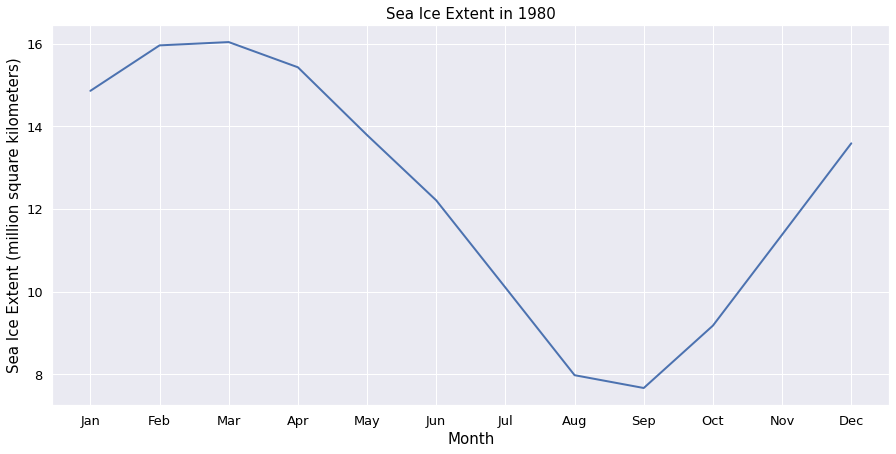 Sea Ice Extent in 1980
Sea Ice Extent (million square kilometers)
16
14
12
10
8
Jan Feb Mar Apr May Jun Jul Aug Sep Oct Nov Dec
Month